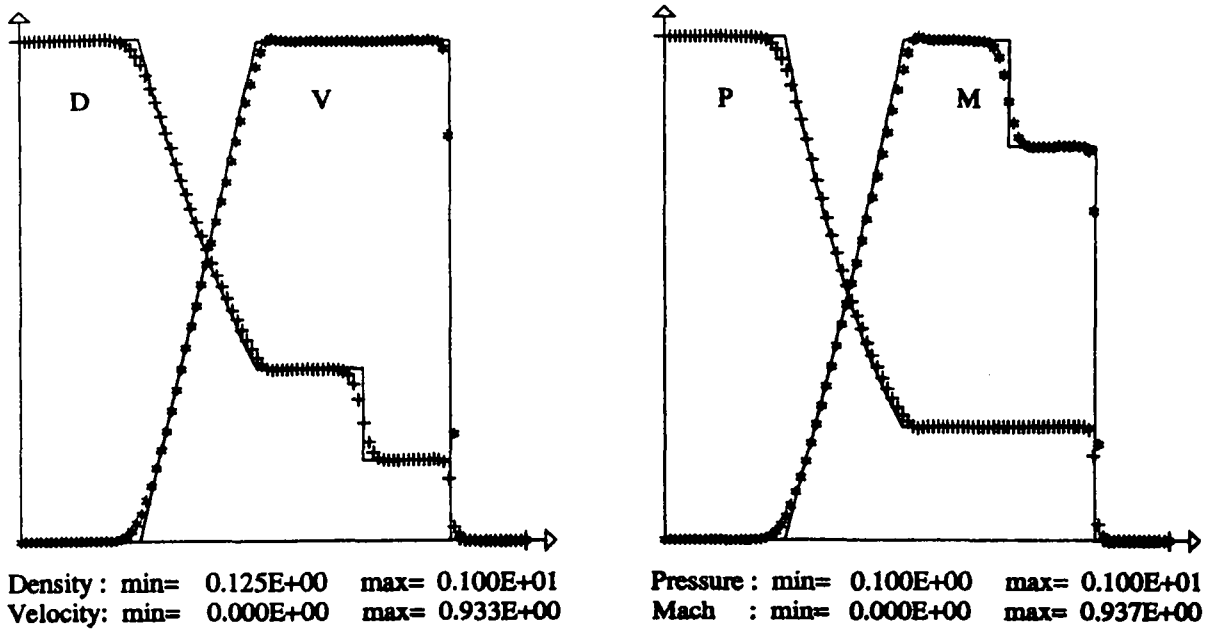 D V
P M
Density : min= 0.125E+00 max= 0.100E+01
Velocity: min= 0.000E+00 max= 0.933E+00
Pressure : min= 0.100E+00 max= 0.100E+01
Mach : min= 0.000E+00 max= 0.937E+00